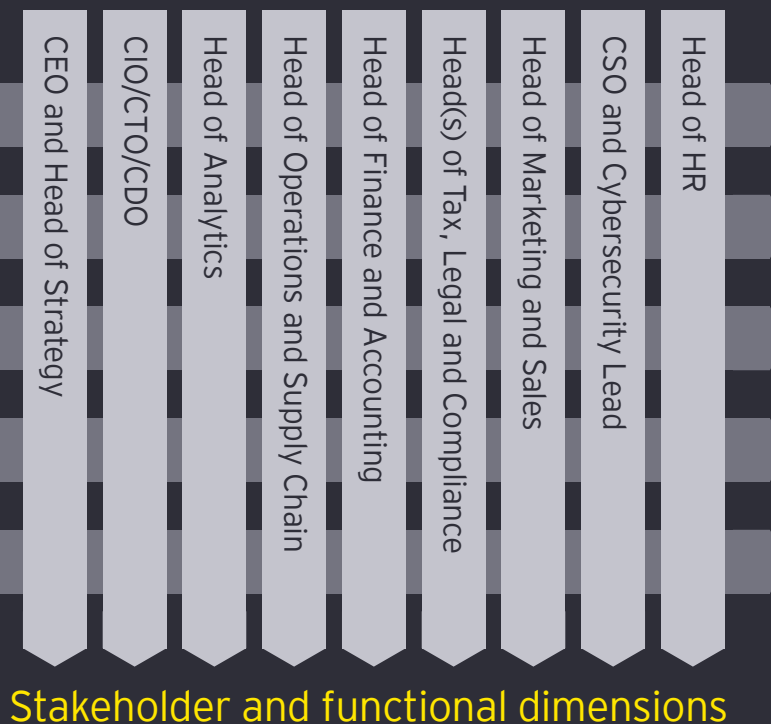 CEO and Head of Strategy
CIO/CTO/CDO
Head of Analytics
Head of Operations and Supply Chain
Head of Finance and Accounting
Head(s) of Tax, Legal and Compliance
Head of Marketing and Sales
CSO and Cybersecurity Lead
Head of HR
Stakeholder and functional dimensions